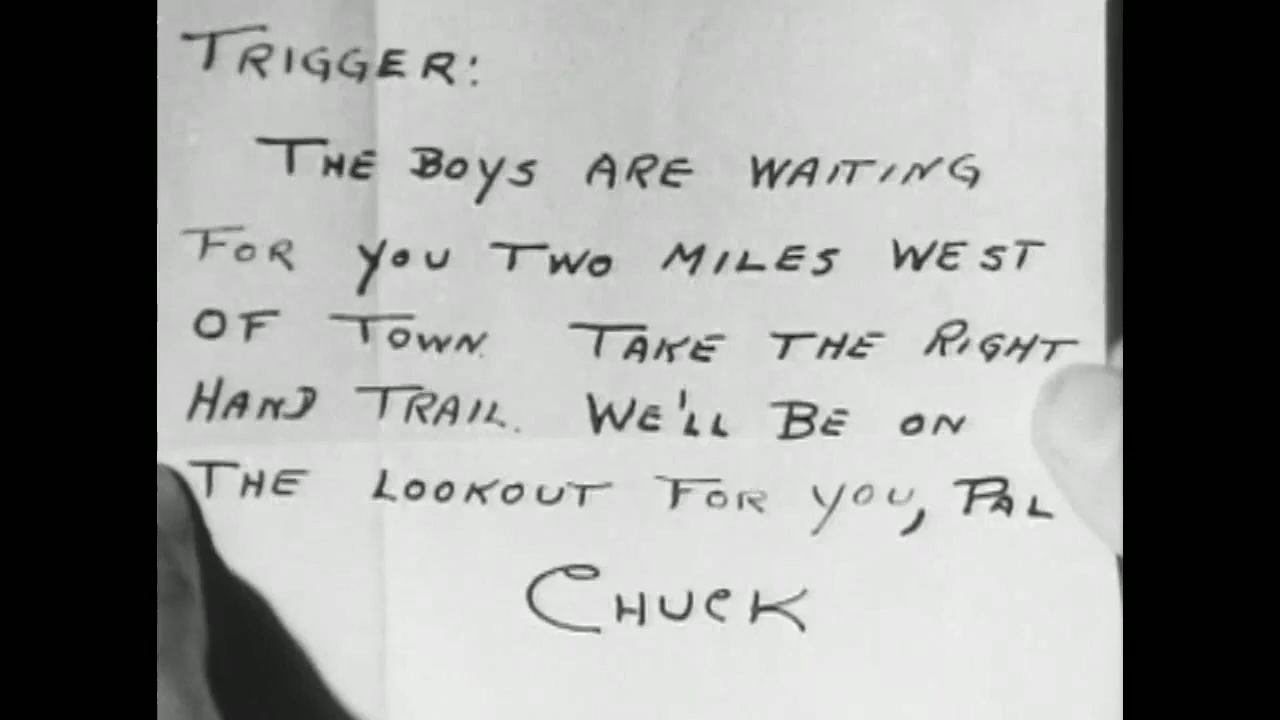 TRIGGER:
THE BOYS ARE WAITING
FOR YOU TWO MILES WEST
OF TOWN. TAKE THE RIGHT
HAND TRAIL. WE'LL BE ON
THE LOOKOUT FOR YOU, PAL
CHUCK